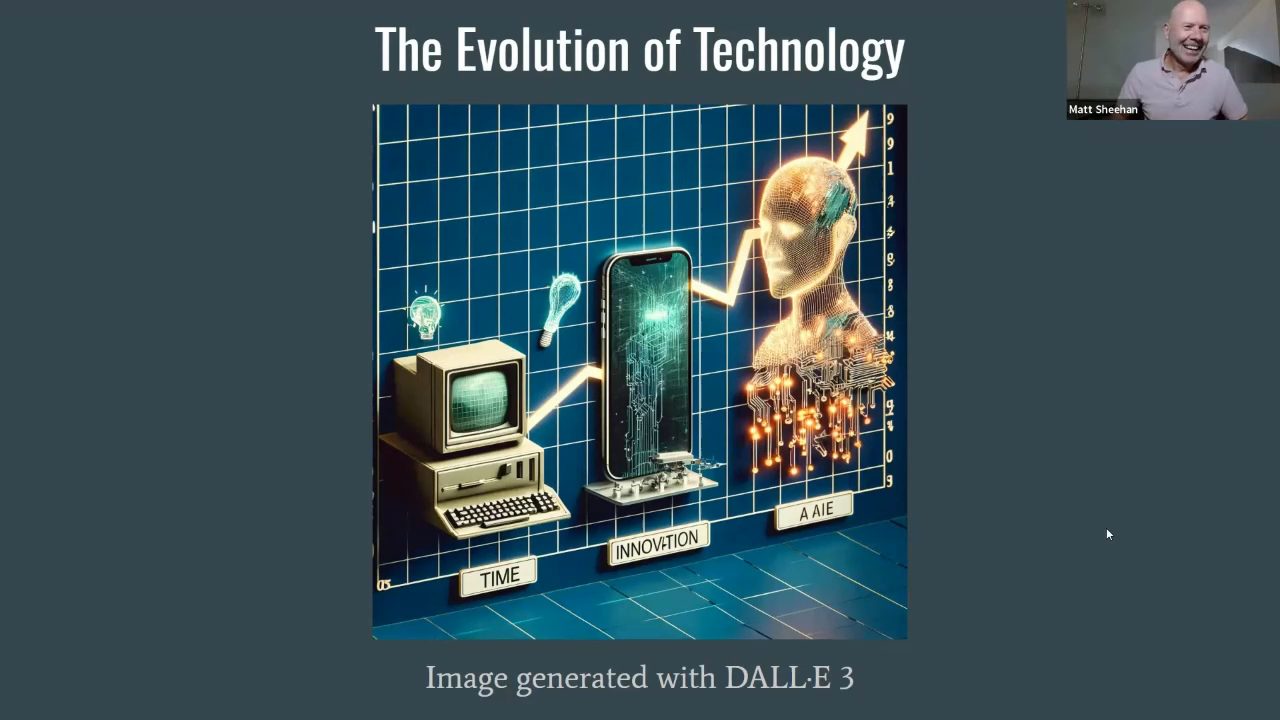 The Evolution of Technology
Matt Sheehan
TIME
INNOVATION
A AIE
Image generated with DALL·E 3